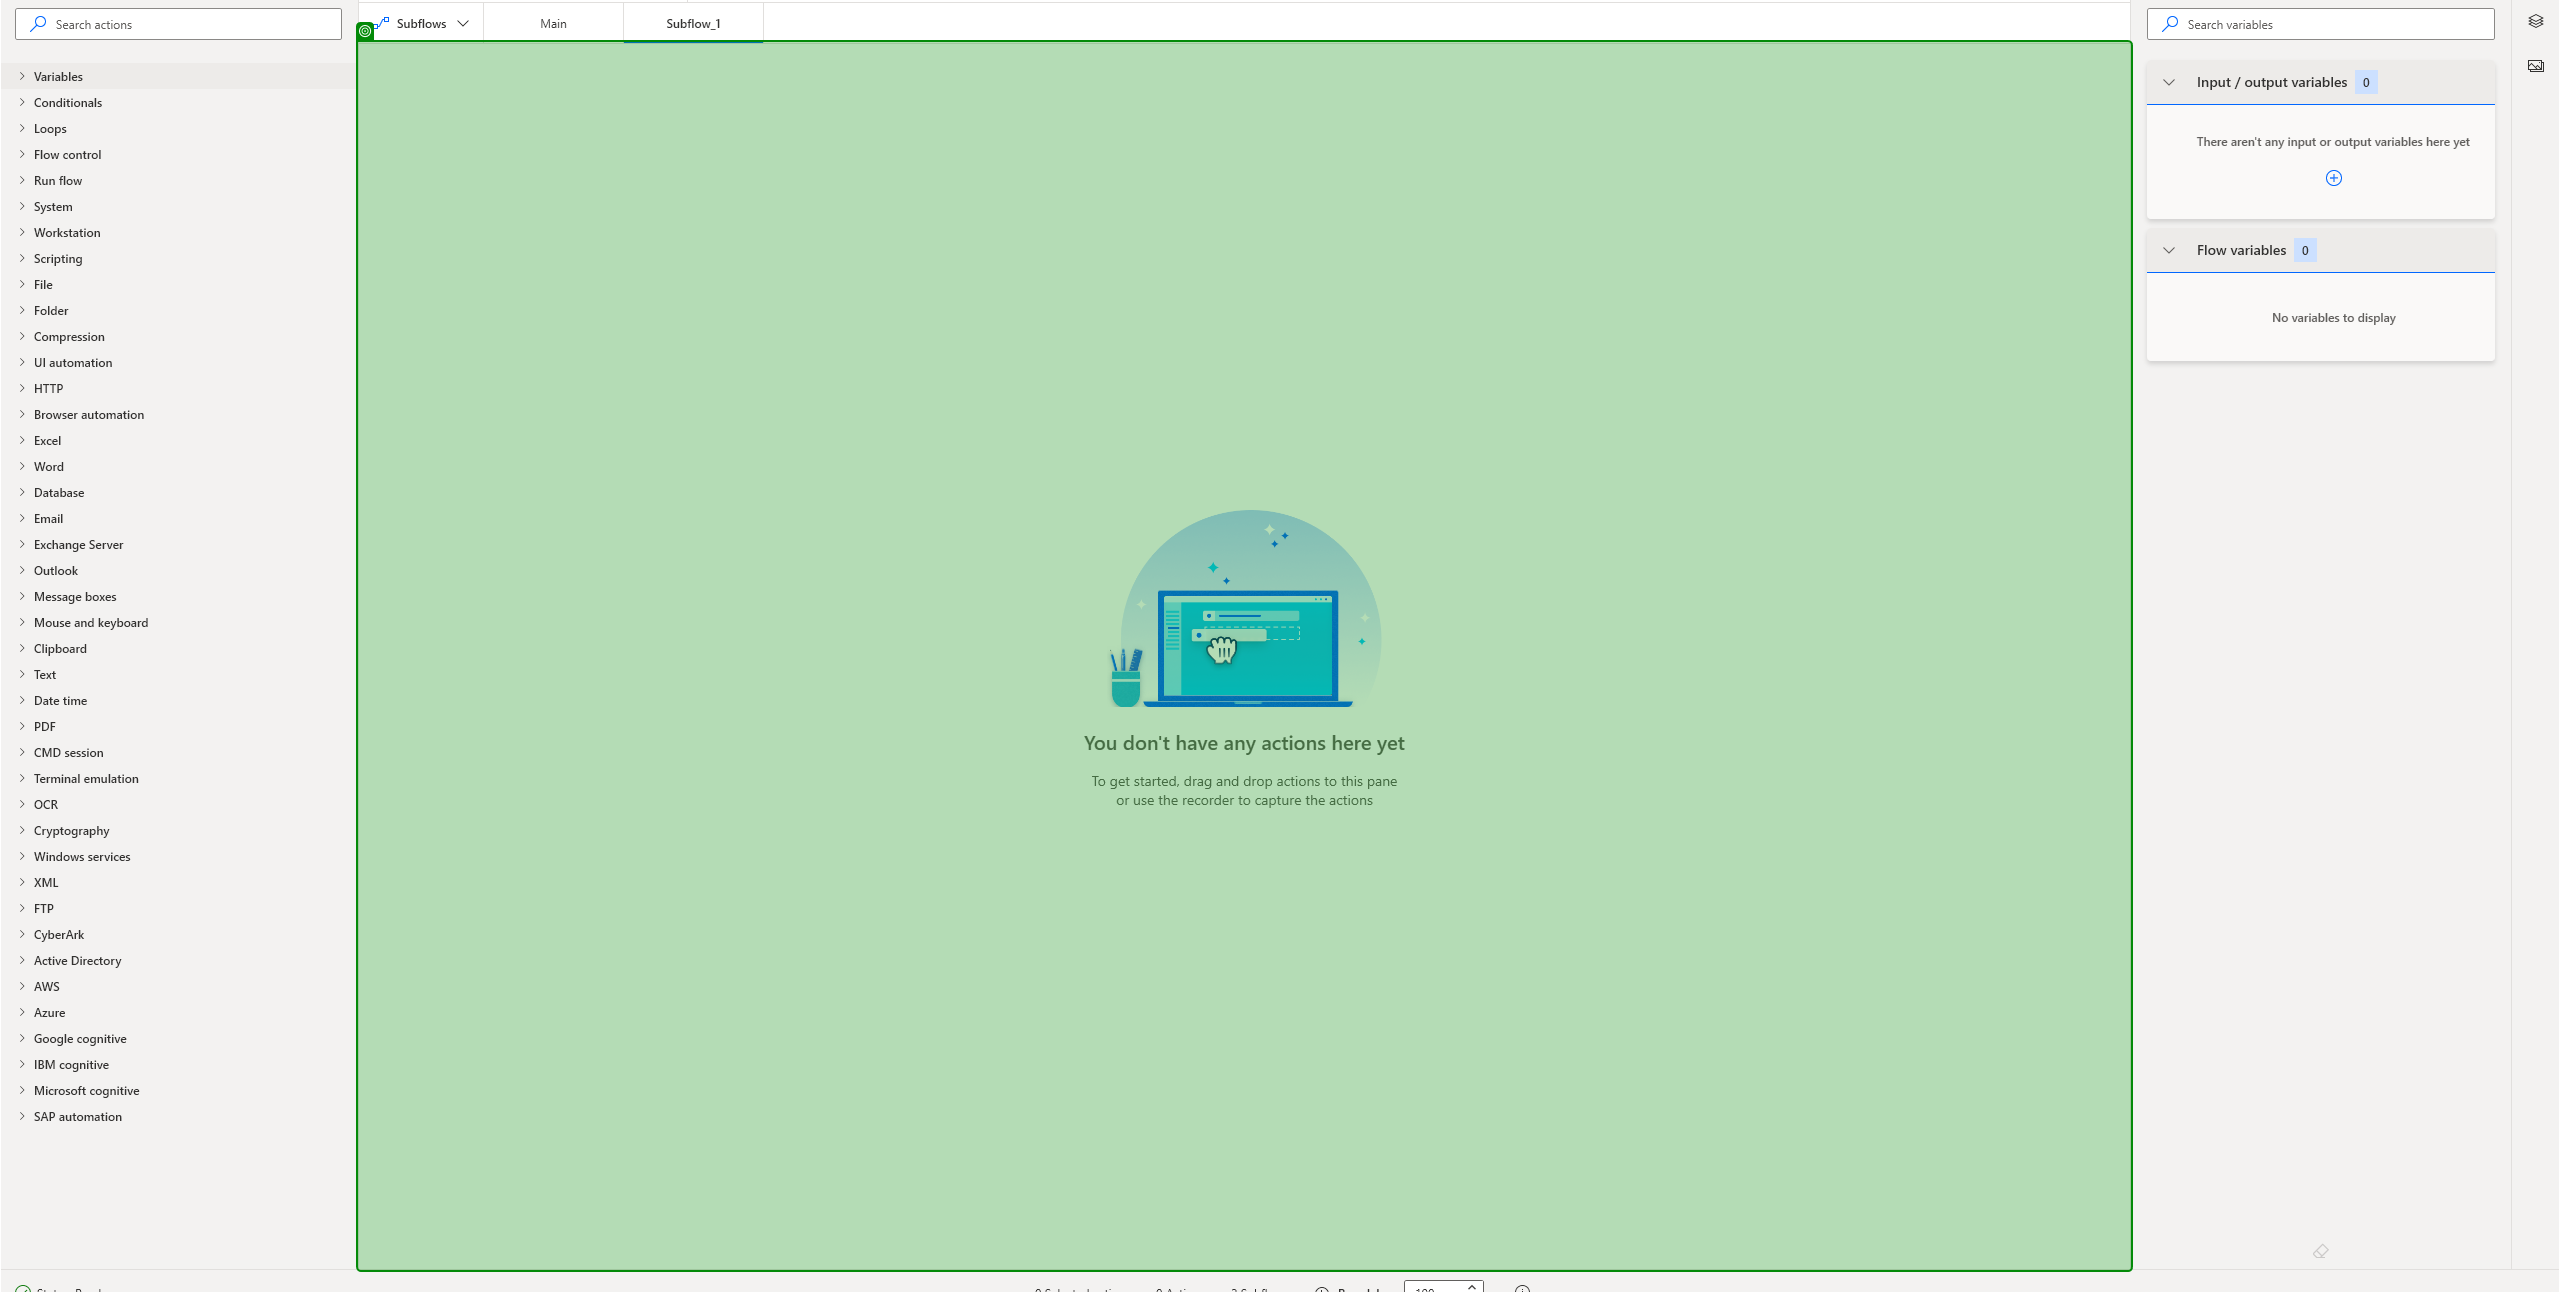 Search actions
Variables
Conditionals
Loops
Flow control
Run flow
System
Workstation
Scripting
File
Folder
Compression
UI automation
HTTP
Browser automation
Excel
Word
Database
Email
Exchange Server
Outlook
Message boxes
Mouse and keyboard
Clipboard
Text
Date time
PDF
CMD session
Terminal emulation
OCR
Cryptography
Windows services
XML
FTP
CyberArk
Active Directory
AWS
Azure
Google cognitive
IBM cognitive
Microsoft cognitive
SAP automation
Subflows Main Subflow_1
You don't have any actions here yet
To get started, drag and drop actions to this pane
or use the recorder to capture the actions
Search variables
Input / output variables 0
There aren't any input or output variables here yet
Flow variables 0
No variables to display